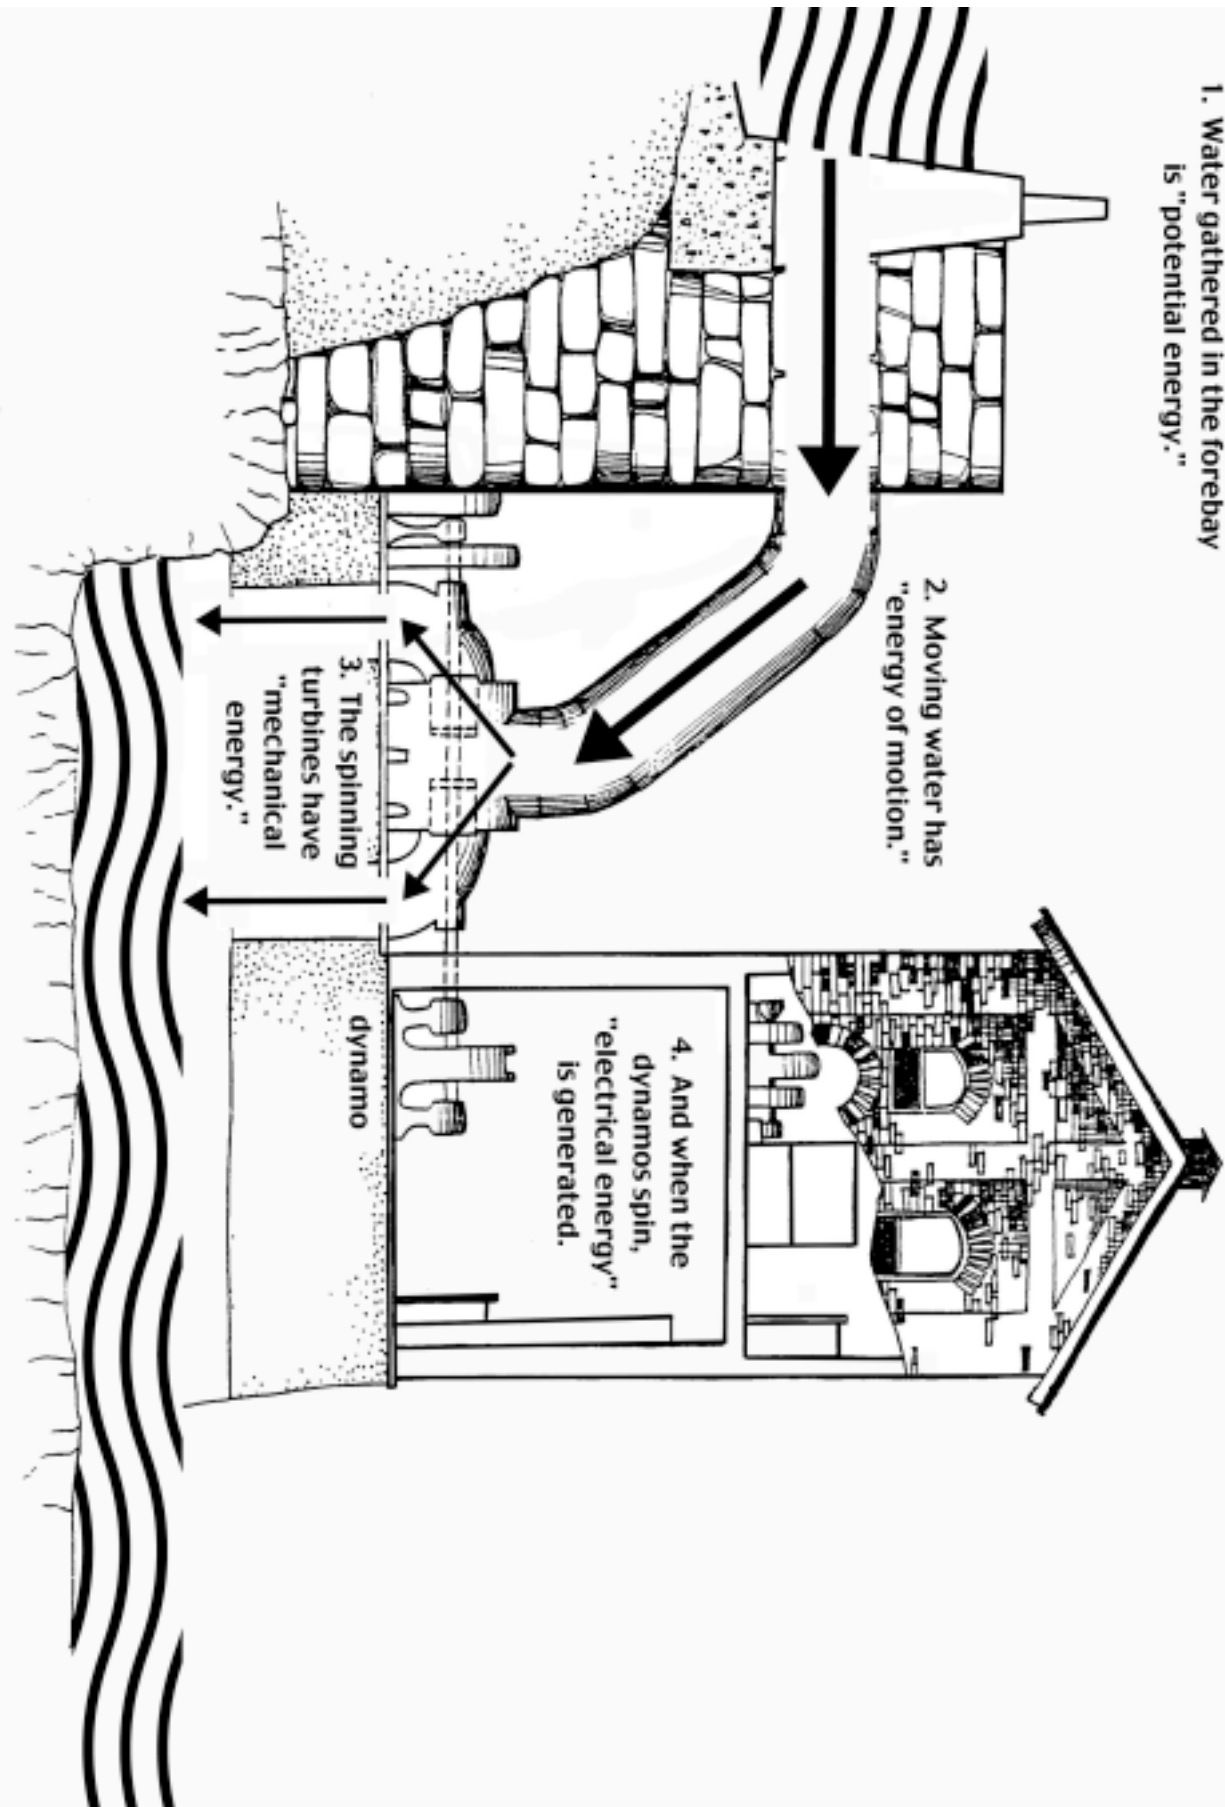 1. Water gathered in the forebay
is "potential energy."
2. Moving water has
"energy of motion."
3. The spinning
turbines have
"mechanical
energy."
4. And when the
dynamos spin,
"electrical energy"
is generated.
dynamo